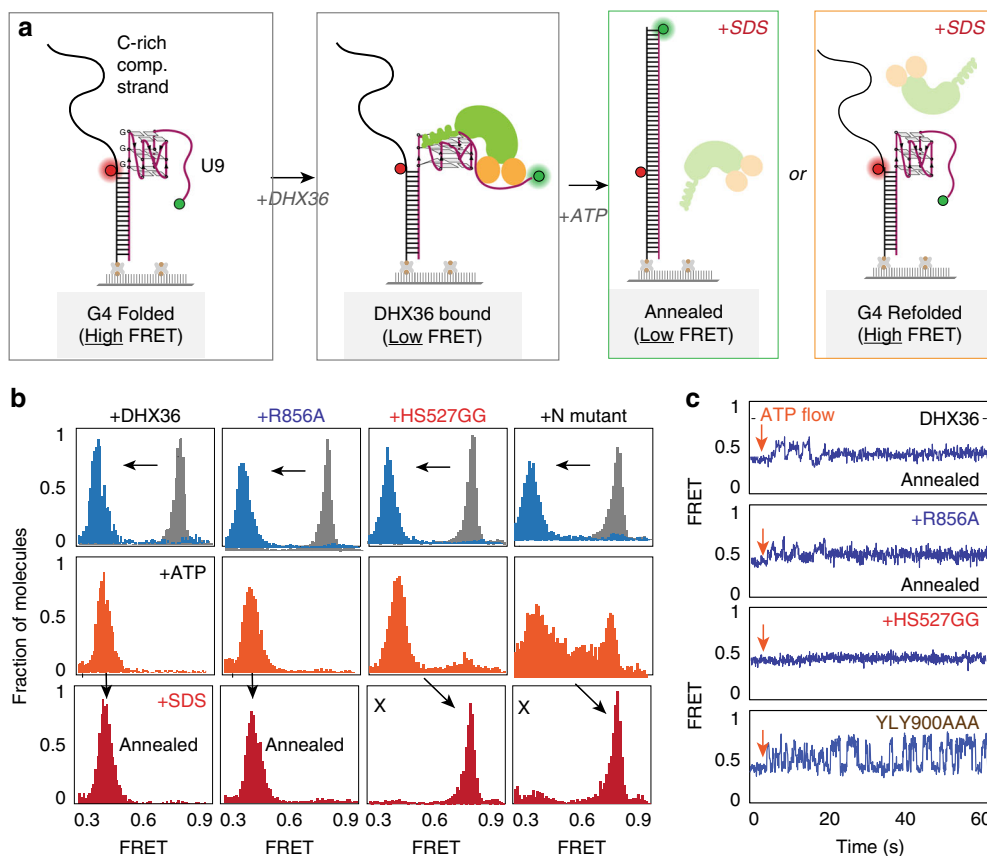 a
C-rich
comp.
strand
G
G
G
U9
G4 Folded
(High FRET)
+DHX36
DHX36 bound
(Low FRET)
+ATP
+SDS
Annealed
(Low FRET)
or
+SDS
G4 Refolded
(High FRET)
b
+DHX36
+R856A
+HS527GG
+N mutant
1
0.5
0
+ATP
1
0.5
0
+SDS
Annealed
Annealed
X
X
1
0.5
0
Fraction of molecules
0.3 0.6 0.9
0.3 0.6 0.9
0.3 0.6 0.9
0.3 0.6 0.9
FRET
FRET
FRET
FRET
c
1
0.5
0
ATP flow
DHX36
Annealed
FRET
1
0.5
0
+R856A
Annealed
1
0.5
0
+HS527GG
FRET
1
0.5
0
YLY900AAA
0 20 40 60
Time (s)